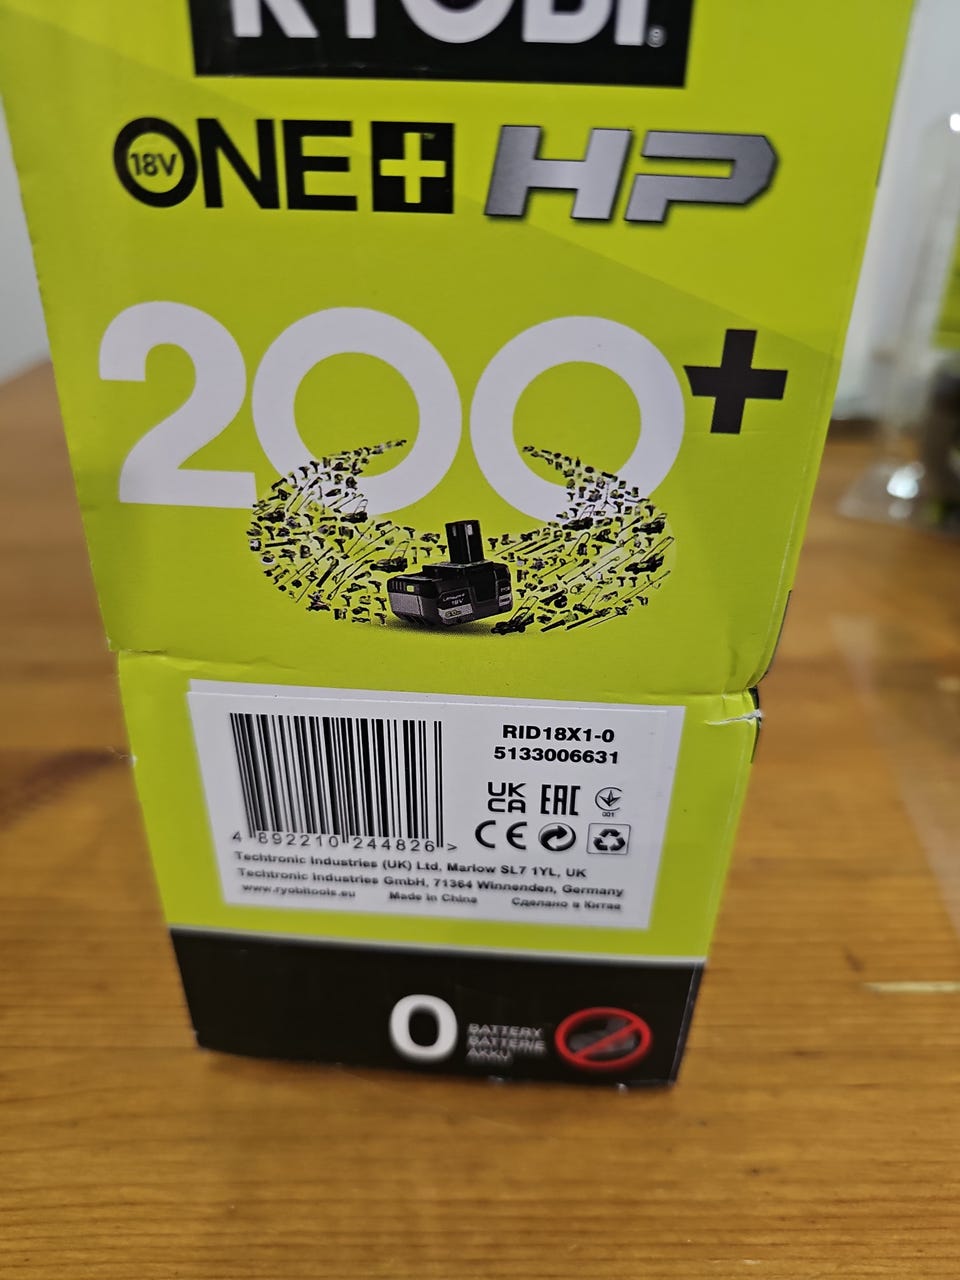 RYOBI®
18V ONE+ HP
200+
RID18X1-0
5133006631
UK
CA
EAC
001
CE
4 892210 244826 >
Techtronic Industries (UK) Ltd, Marlow SL7 1YL, UK
Techtronic Industries GmbH, 71364 Winnenden, Germany
www.ryobitools.eu Made in China Сделано в Китае
0
BATTERY
BATTERIE
AKKU